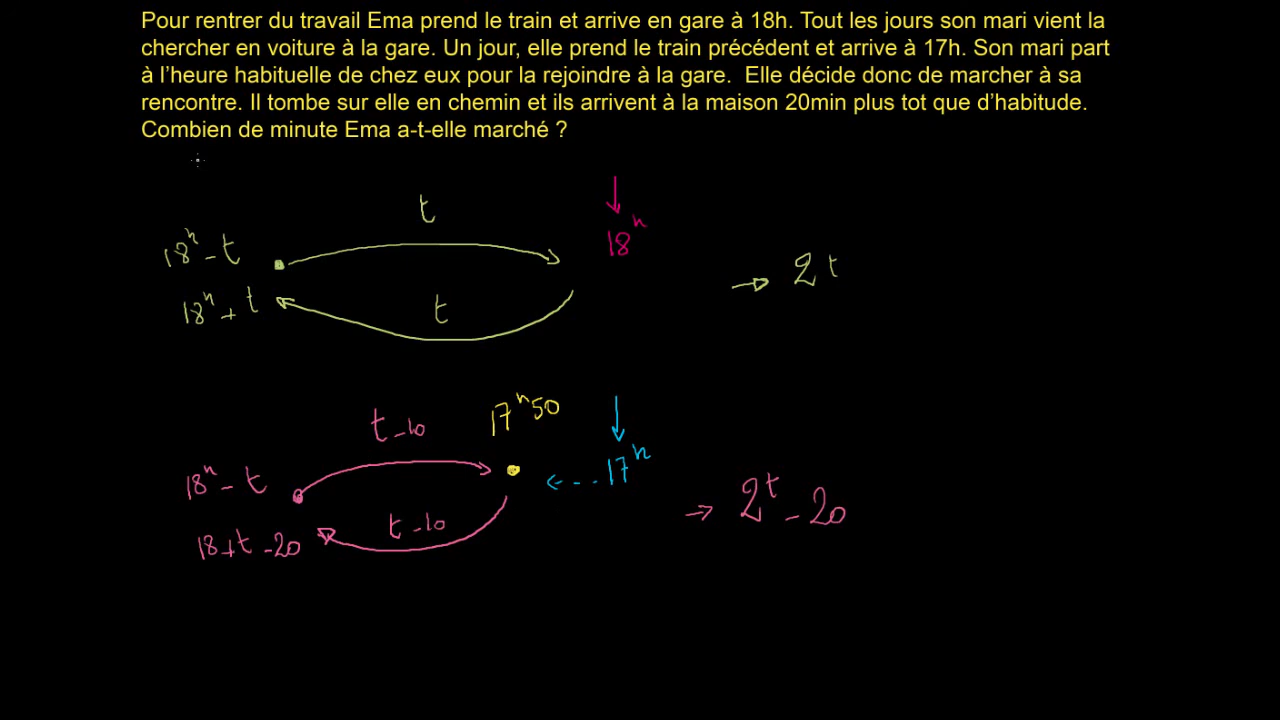 Pour rentrer du travail Ema prend le train et arrive en gare à 18h. Tout les jours son mari vient la
chercher en voiture à la gare. Un jour, elle prend le train précédent et arrive à 17h. Son mari part
à l’heure habituelle de chez eux pour la rejoindre à la gare.  Elle décide donc de marcher à sa
rencontre. Il tombe sur elle en chemin et ils arrivent à la maison 20min plus tot que d’habitude.
Combien de minute Ema a-t-elle marché ?
t
18h
18h - t
→ 2t
18h + t
t
17h50
t - 10
← - - 17h
18h - t
→ 2t - 20
t - 10
18 + t - 20